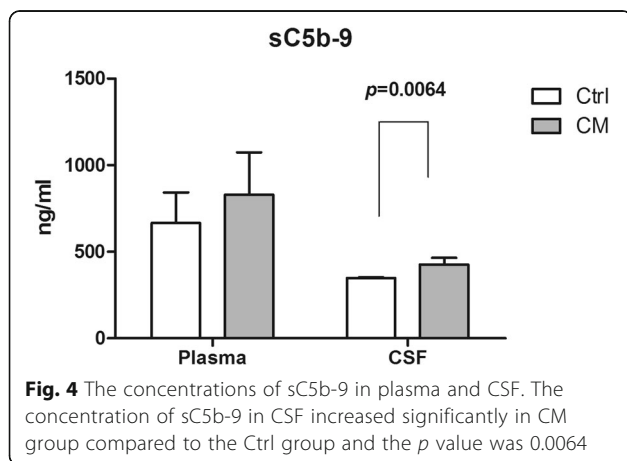 sC5b-9
1500
p=0.0064
Ctrl
CM
1000
ng/ml
500
0
Plasma
CSF
Fig. 4 The concentrations of sC5b-9 in plasma and CSF. The
concentration of sC5b-9 in CSF increased significantly in CM
group compared to the Ctrl group and the p value was 0.0064